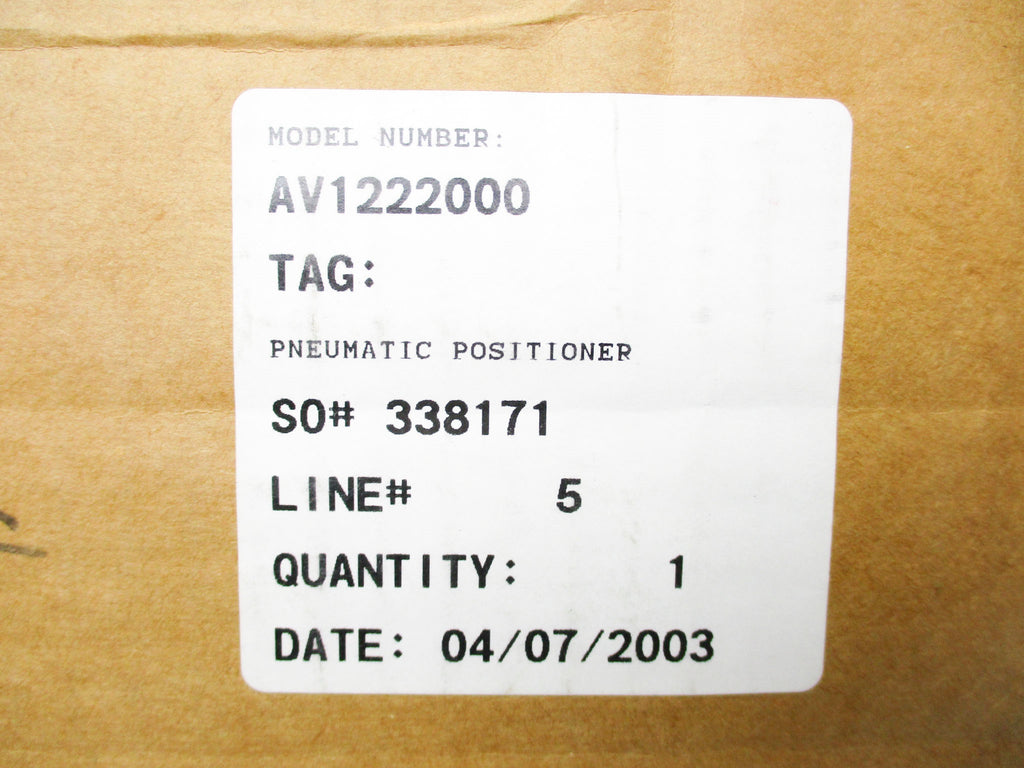 MODEL NUMBER:
AV1222000
TAG:
PNEUMATIC POSITIONER
SO# 338171
LINE# 5
QUANTITY: 1
DATE: 04/07/2003